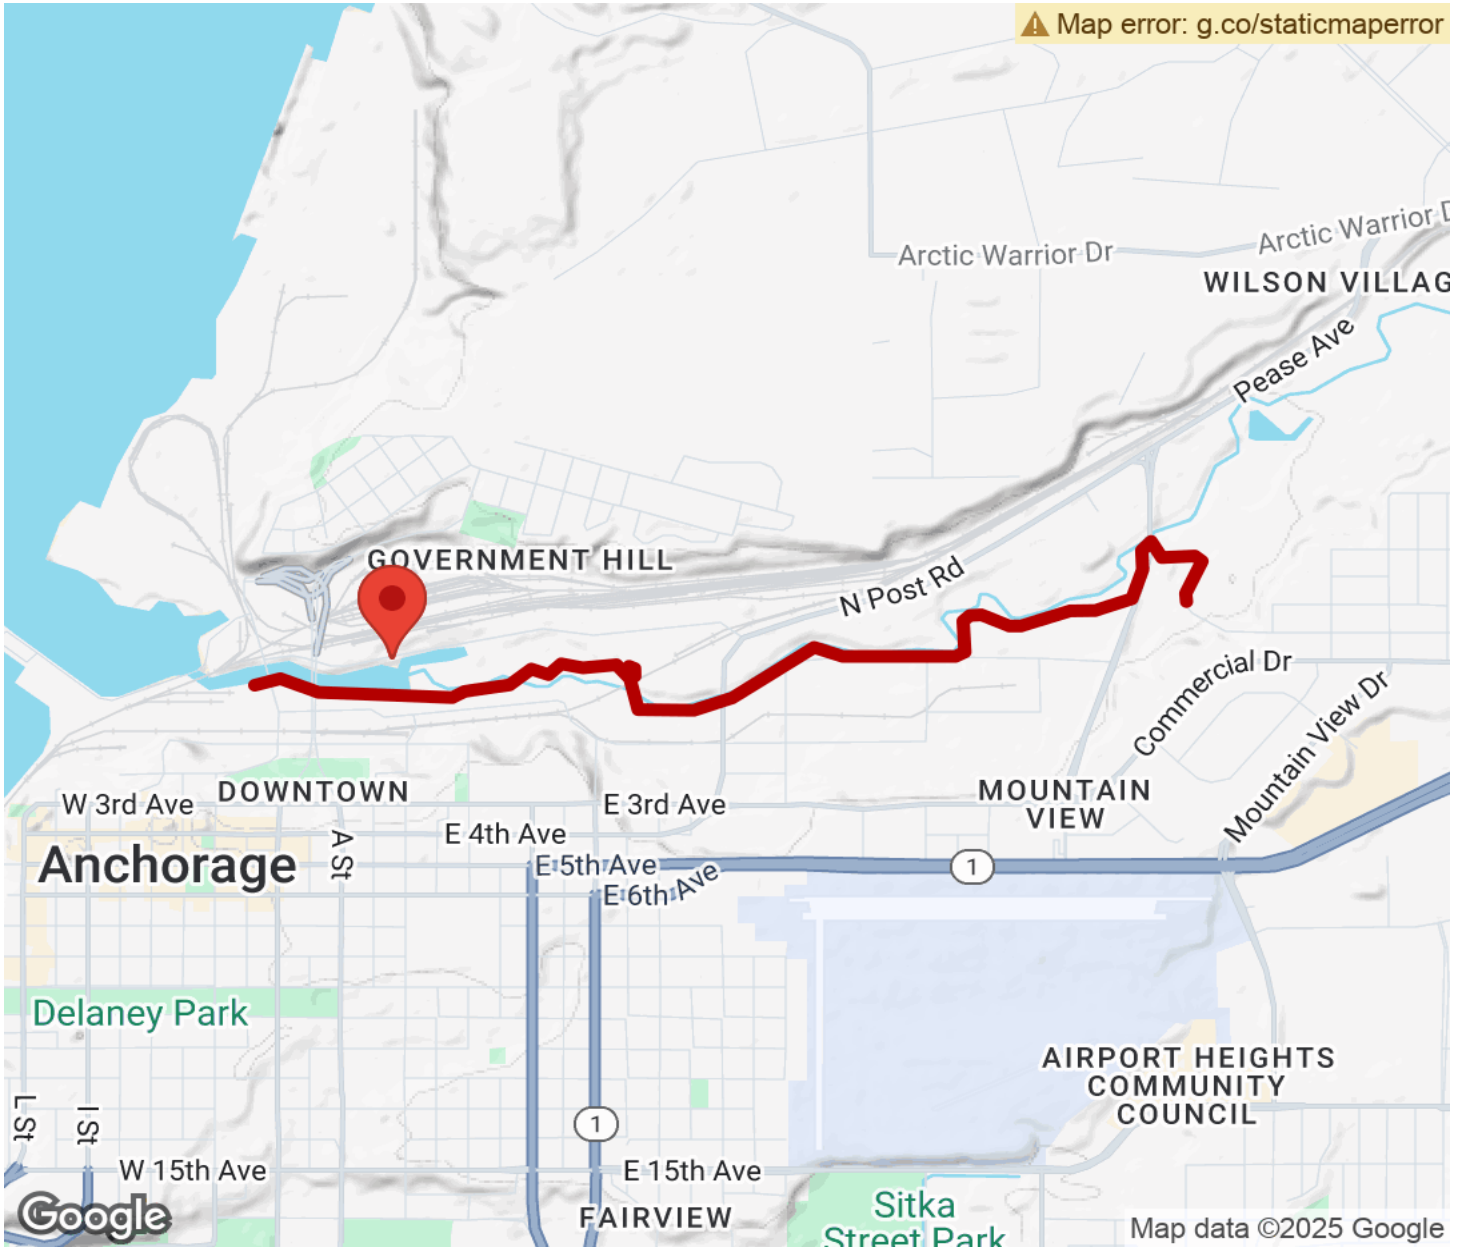 Map error: g.co/staticmaperror
Arctic Warrior D
Arctic Warrior Dr
WILSON VILLAG
Pease Ave
GOVERNMENT HILL
N Post Rd
Commercial Dr
Mountain View Dr
DOWNTOWN
W 3rd Ave
E 3rd Ave
MOUNTAIN
VIEW
E 4th Ave
A St
Anchorage
E 5th Ave
1
E 6th Ave
Delaney Park
AIRPORT HEIGHTS
COMMUNITY
COUNCIL
L St
I St
1
W 15th Ave
E 15th Ave
Google
FAIRVIEW
Sitka
Street Park
Map data ©2025 Google